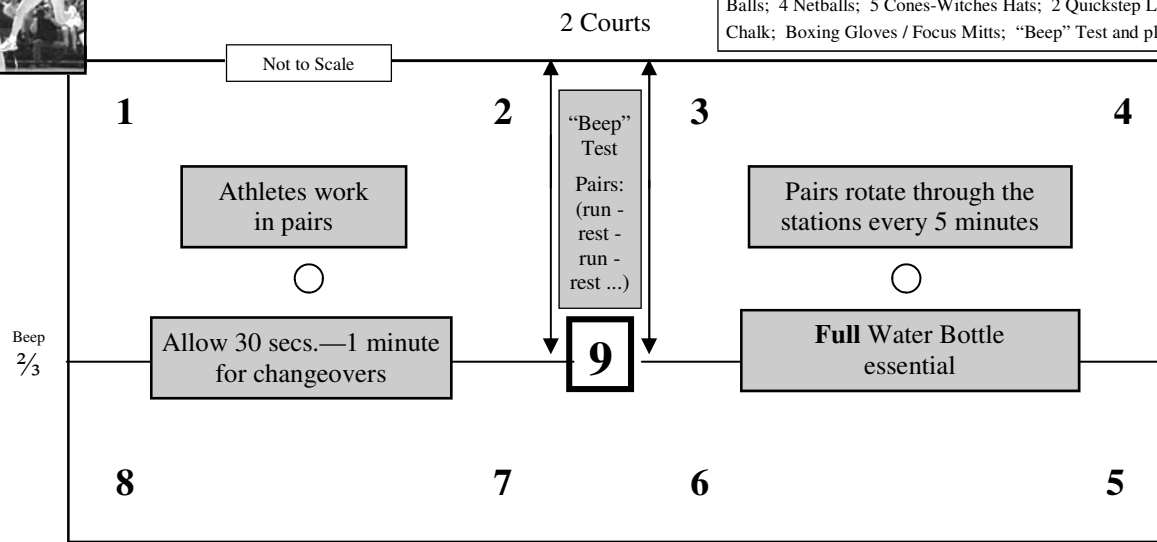 2 Courts
Balls; 4 Netballs; 5 Cones-Witches Hats; 2 Quickstep L
Chalk; Boxing Gloves / Focus Mitts; “Beep” Test and pl
Not to Scale
1
2
3
4
“Beep”
Test
Pairs:
(run -
rest -
run -
rest ...)
Athletes work
in pairs
Pairs rotate through the
stations every 5 minutes
Beep
⅔
Allow 30 secs.—1 minute
for changeovers
9
Full Water Bottle
essential
8
7
6
5